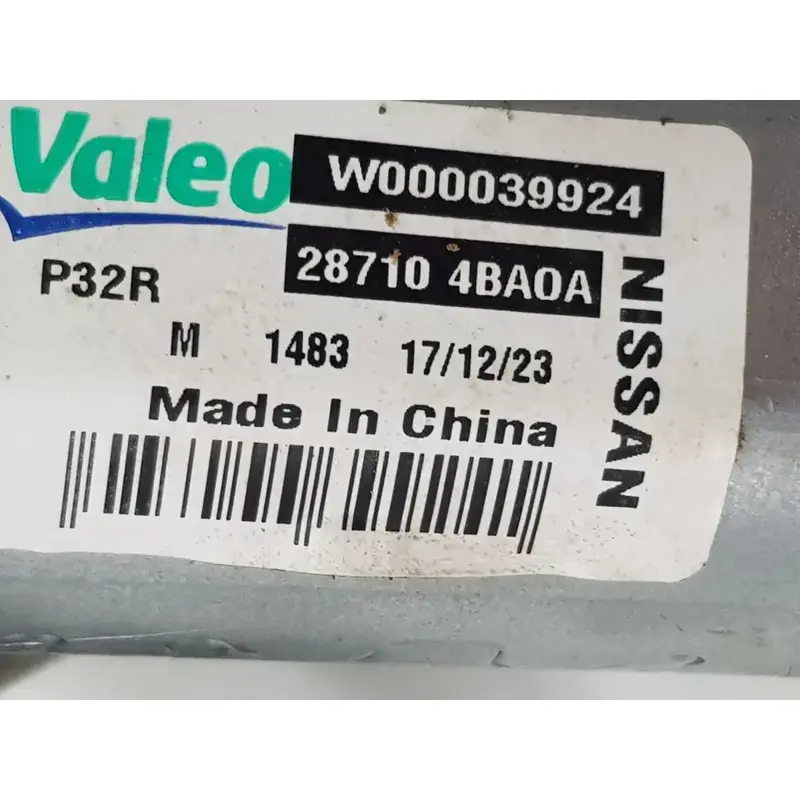 Valeo
W000039924
28710 4BA0A
P32R
M 1483 17/12/23
Made In China
NISSAN